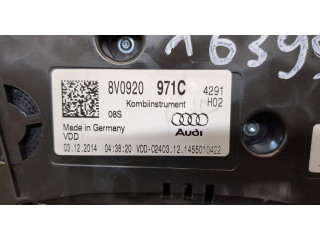 16399
8V0920 971C 4291
Kombiinstrument H02
08S
Made in Germany
VDD Audi
03.12.2014 04:38:20 VDD-02403.12.1455010422